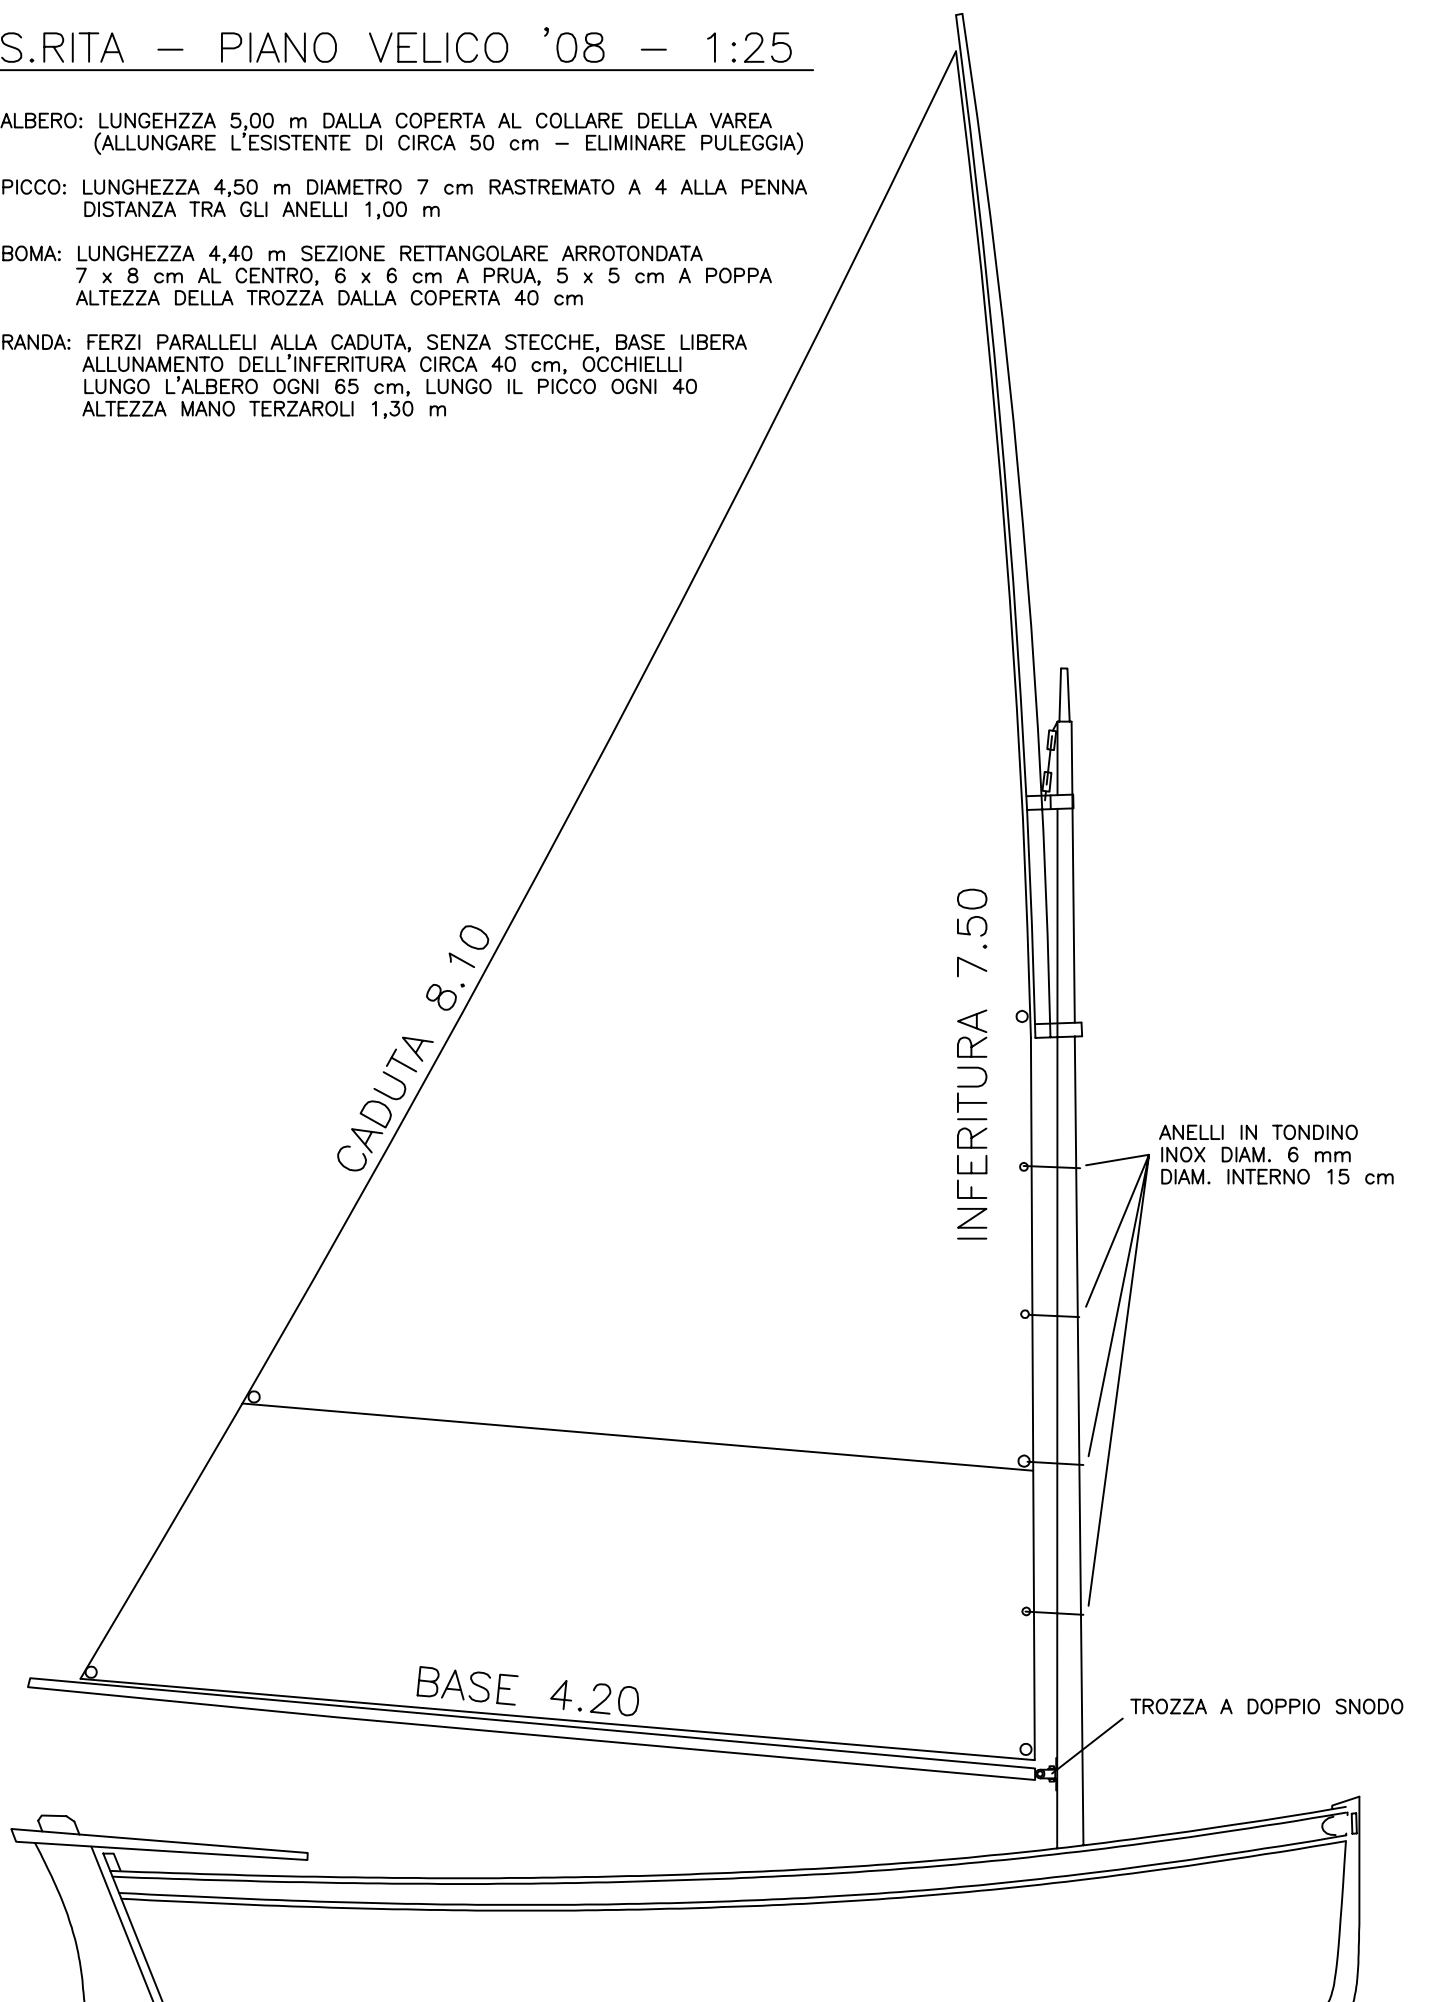 S.RITA – PIANO VELICO '08 – 1:25
ALBERO: LUNGEHZZA 5,00 m DALLA COPERTA AL COLLARE DELLA VAREA
(ALLUNGARE L'ESISTENTE DI CIRCA 50 cm – ELIMINARE PULEGGIA)
PICCO: LUNGHEZZA 4,50 m DIAMETRO 7 cm RASTREMATO A 4 ALLA PENNA
DISTANZA TRA GLI ANELLI 1,00 m
BOMA: LUNGHEZZA 4,40 m SEZIONE RETTANGOLARE ARROTONDATA
7 x 8 cm AL CENTRO, 6 x 6 cm A PRUA, 5 x 5 cm A POPPA
ALTEZZA DELLA TROZZA DALLA COPERTA 40 cm
RANDA: FERZI PARALLELI ALLA CADUTA, SENZA STECCHE, BASE LIBERA
ALLUNAMENTO DELL'INFERITURA CIRCA 40 cm, OCCHIELLI
LUNGO L'ALBERO OGNI 65 cm, LUNGO IL PICCO OGNI 40
ALTEZZA MANO TERZAROLI 1,30 m
CADUTA 8.10
INFERITURA 7.50
ANELLI IN TONDINO
INOX DIAM. 6 mm
DIAM. INTERNO 15 cm
BASE 4.20
TROZZA A DOPPIO SNODO